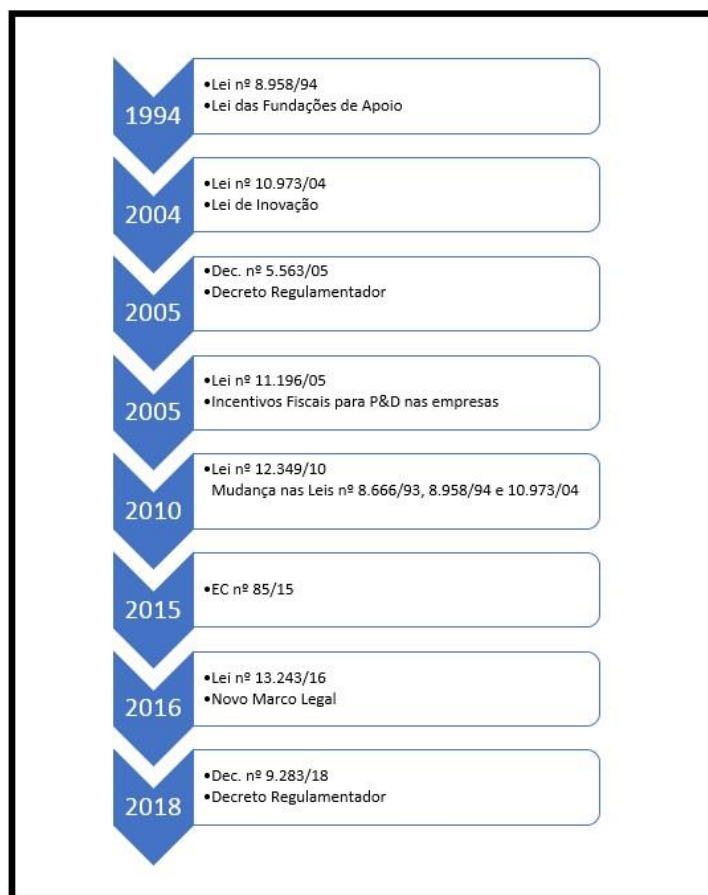 1994
•Lei nº 8.958/94
•Lei das Fundações de Apoio
2004
•Lei nº 10.973/04
•Lei de Inovação
2005
•Dec. nº 5.563/05
•Decreto Regulamentador
2005
•Lei nº 11.196/05
•Incentivos Fiscais para P&D nas empresas
2010
•Lei nº 12.349/10
Mudança nas Leis nº 8.666/93, 8.958/94 e 10.973/04
2015
•EC nº 85/15
2016
•Lei nº 13.243/16
•Novo Marco Legal
2018
•Dec. nº 9.283/18
•Decreto Regulamentador